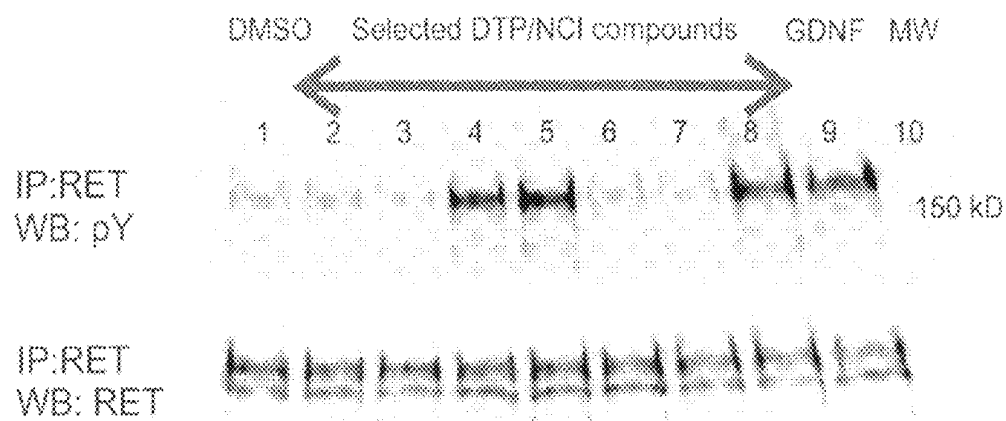 DMSO Selected DTP/NCI compounds GDNF MW
1 2 3 4 5 6 7 8 9 10
IP:RET
WB: pY
150 kD
IP:RET
WB: RET